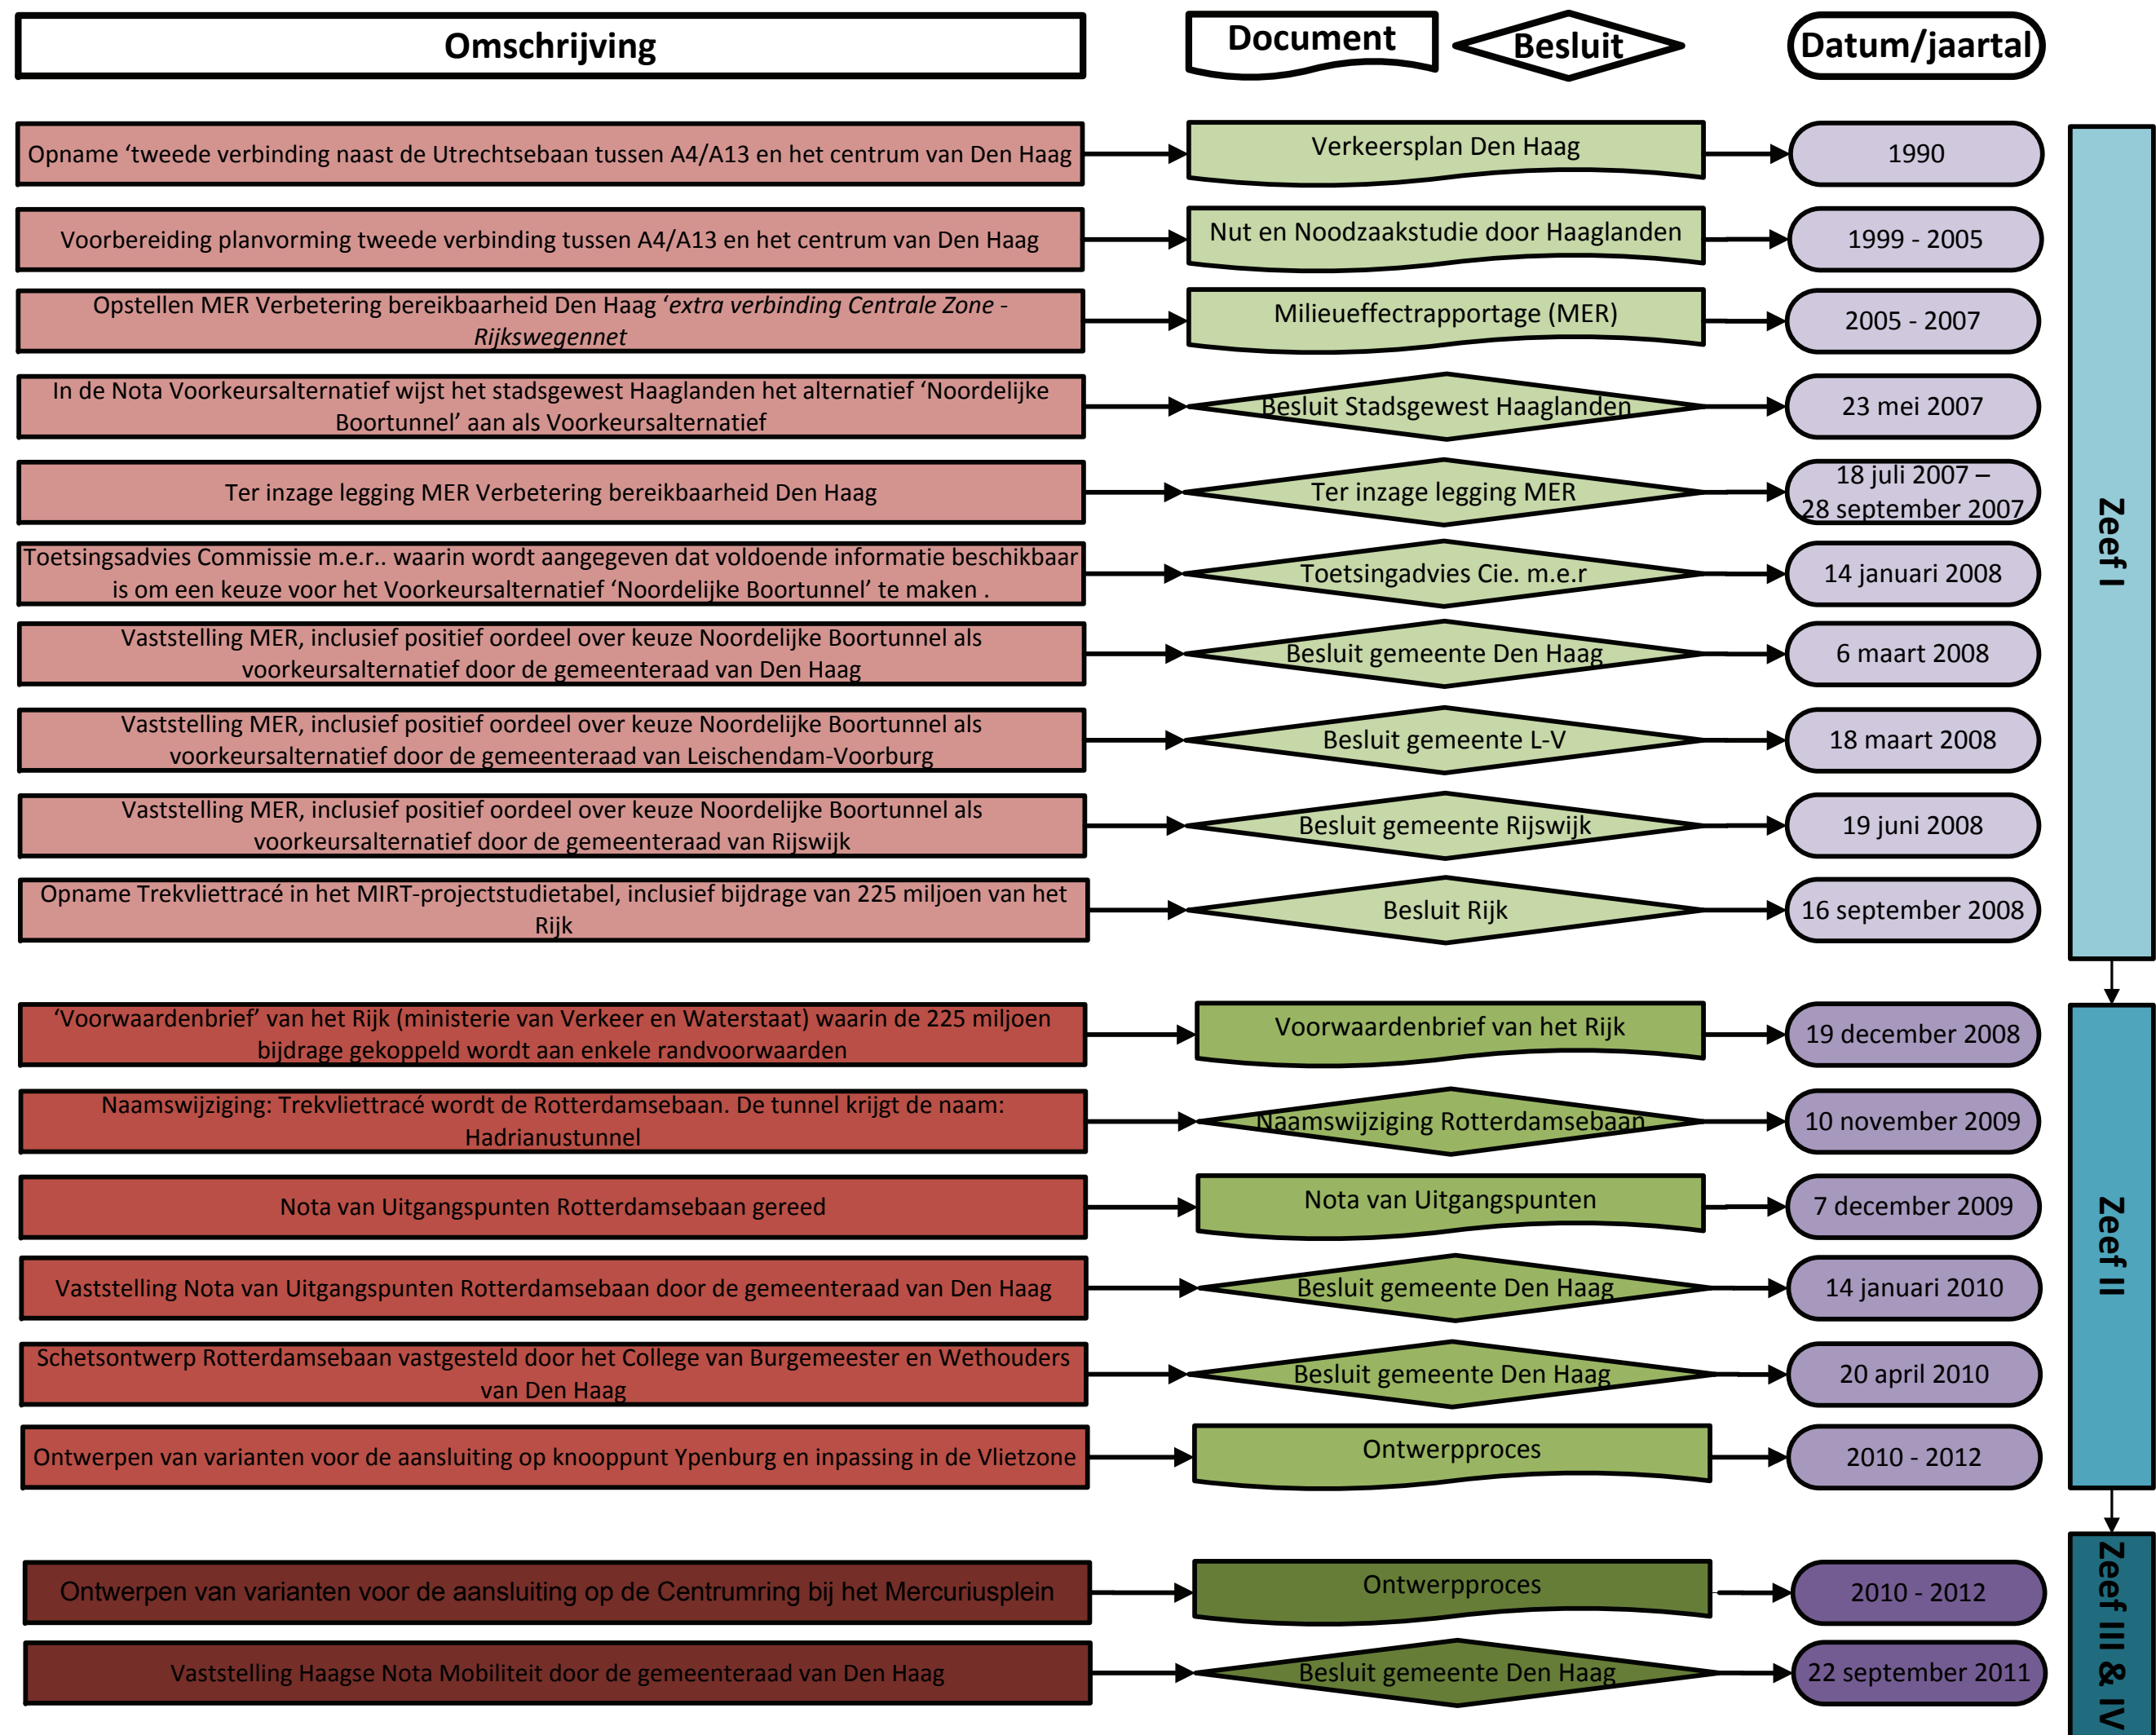 Omschrijving
Document
Besluit
Datum/jaartal
Opname ‘tweede verbinding naast de Utrechtsebaan tussen A4/A13 en het centrum van Den Haag
Verkeersplan Den Haag
1990
Voorbereiding planvorming tweede verbinding tussen A4/A13 en het centrum van Den Haag
Nut en Noodzaakstudie door Haaglanden
1999 - 2005
Opstellen MER Verbetering bereikbaarheid Den Haag ‘extra verbinding Centrale Zone -
Rijkswegennet
Milieueffectrapportage (MER)
2005 - 2007
In de Nota Voorkeursalternatief wijst het stadsgewest Haaglanden het alternatief ‘Noordelijke
Boortunnel’ aan als Voorkeursalternatief
Besluit Stadsgewest Haaglanden
23 mei 2007
Ter inzage legging MER Verbetering bereikbaarheid Den Haag
Ter inzage legging MER
18 juli 2007 –
28 september 2007
Toetsingsadvies Commissie m.e.r.. waarin wordt aangegeven dat voldoende informatie beschikbaar
is om een keuze voor het Voorkeursalternatief ‘Noordelijke Boortunnel’ te maken .
Toetsingadvies Cie. m.e.r
14 januari 2008
Vaststelling MER, inclusief positief oordeel over keuze Noordelijke Boortunnel als
voorkeursalternatief door de gemeenteraad van Den Haag
Besluit gemeente Den Haag
6 maart 2008
Vaststelling MER, inclusief positief oordeel over keuze Noordelijke Boortunnel als
voorkeursalternatief door de gemeenteraad van Leischendam-Voorburg
Besluit gemeente L-V
18 maart 2008
Vaststelling MER, inclusief positief oordeel over keuze Noordelijke Boortunnel als
voorkeursalternatief door de gemeenteraad van Rijswijk
Besluit gemeente Rijswijk
19 juni 2008
Opname Trekvliettracé in het MIRT-projectstudietabel, inclusief bijdrage van 225 miljoen van het
Rijk
Besluit Rijk
16 september 2008
Zeef I
‘Voorwaardenbrief’ van het Rijk (ministerie van Verkeer en Waterstaat) waarin de 225 miljoen
bijdrage gekoppeld wordt aan enkele randvoorwaarden
Voorwaardenbrief van het Rijk
19 december 2008
Naamswijziging: Trekvliettracé wordt de Rotterdamsebaan. De tunnel krijgt de naam:
Hadrianustunnel
Naamswijziging Rotterdamsebaan
10 november 2009
Nota van Uitgangspunten Rotterdamsebaan gereed
Nota van Uitgangspunten
7 december 2009
Vaststelling Nota van Uitgangspunten Rotterdamsebaan door de gemeenteraad van Den Haag
Besluit gemeente Den Haag
14 januari 2010
Schetsontwerp Rotterdamsebaan vastgesteld door het College van Burgemeester en Wethouders
van Den Haag
Besluit gemeente Den Haag
20 april 2010
Ontwerpen van varianten voor de aansluiting op knooppunt Ypenburg en inpassing in de Vlietzone
Ontwerpproces
2010 - 2012
Zeef II
Ontwerpen van varianten voor de aansluiting op de Centrumring bij het Mercuriusplein
Ontwerpproces
2010 - 2012
Vaststelling Haagse Nota Mobiliteit door de gemeenteraad van Den Haag
Besluit gemeente Den Haag
22 september 2011
Zeef III & IV